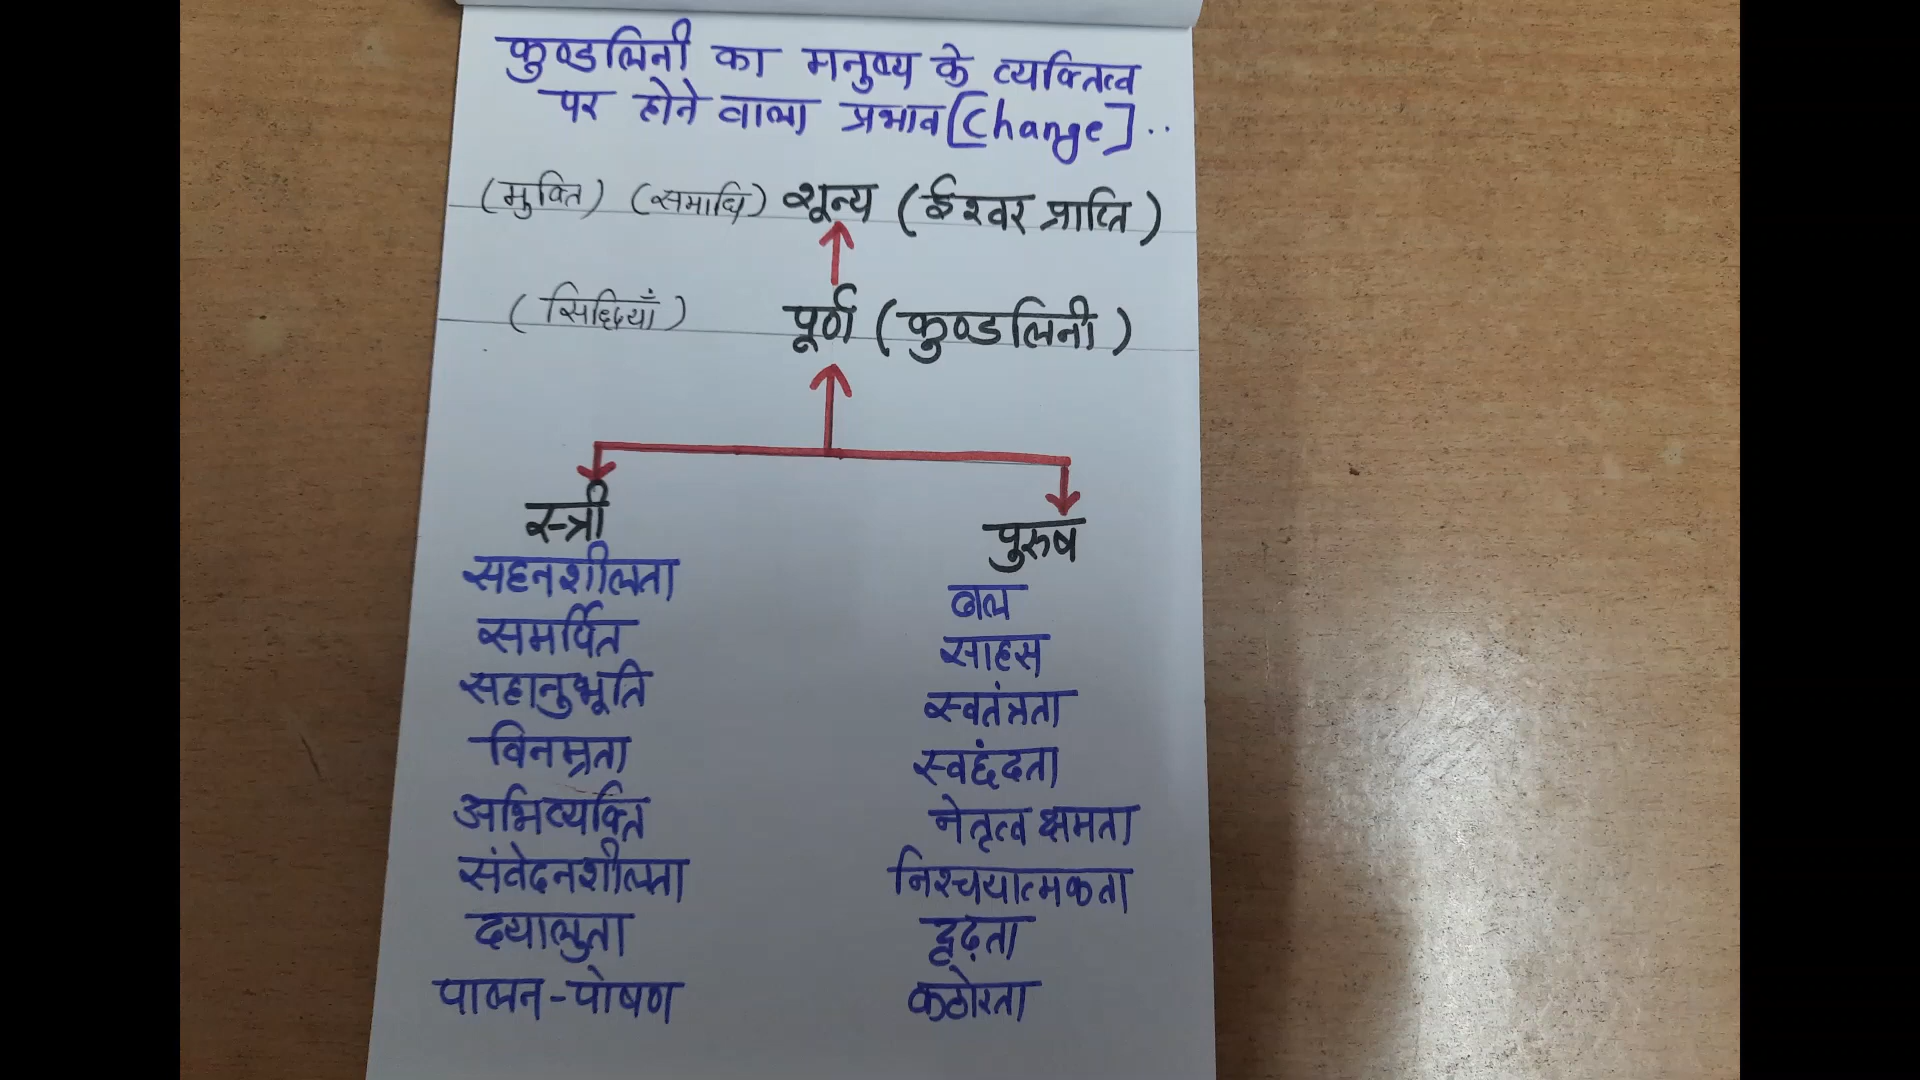 कुण्डलिनी का मनुष्य के व्यक्तित्व
पर होने वाला प्रभाव [Change]..
(मुक्ति) (समाधि) शून्य (ईश्वर प्राप्ति)
(सिद्धियाँ) पूर्ण (कुण्डलिनी)
स्त्री
सहनशीलता
समर्पित
सहानुभूति
विनम्रता
अभिव्यक्ति
संवेदनशीलता
दयालुता
पालन-पोषण
पुरुष
बल
साहस
स्वतंत्रता
स्वछंदता
नेतृत्व क्षमता
निश्चयात्मकता
दृढ़ता
कठोरता